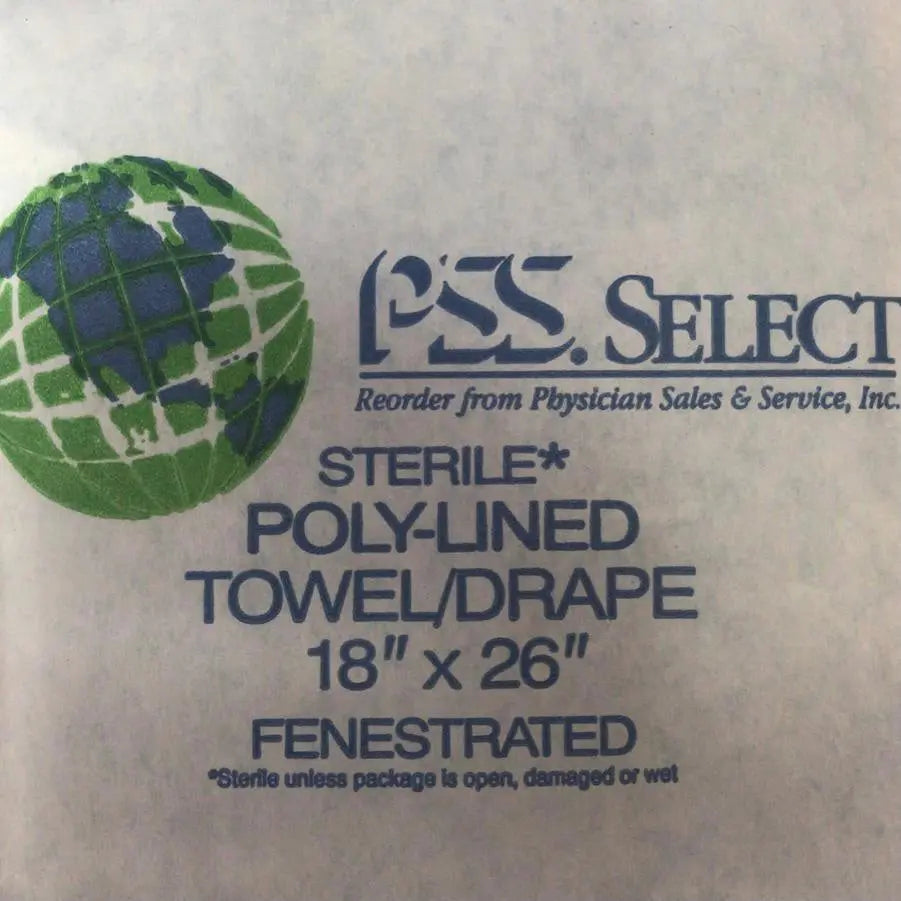 PSS. SELECT
Reorder from Physician Sales & Service, Inc.
STERILE*
POLY-LINED
TOWEL/DRAPE
18" x 26"
FENESTRATED
*Sterile unless package is open, damaged or wet